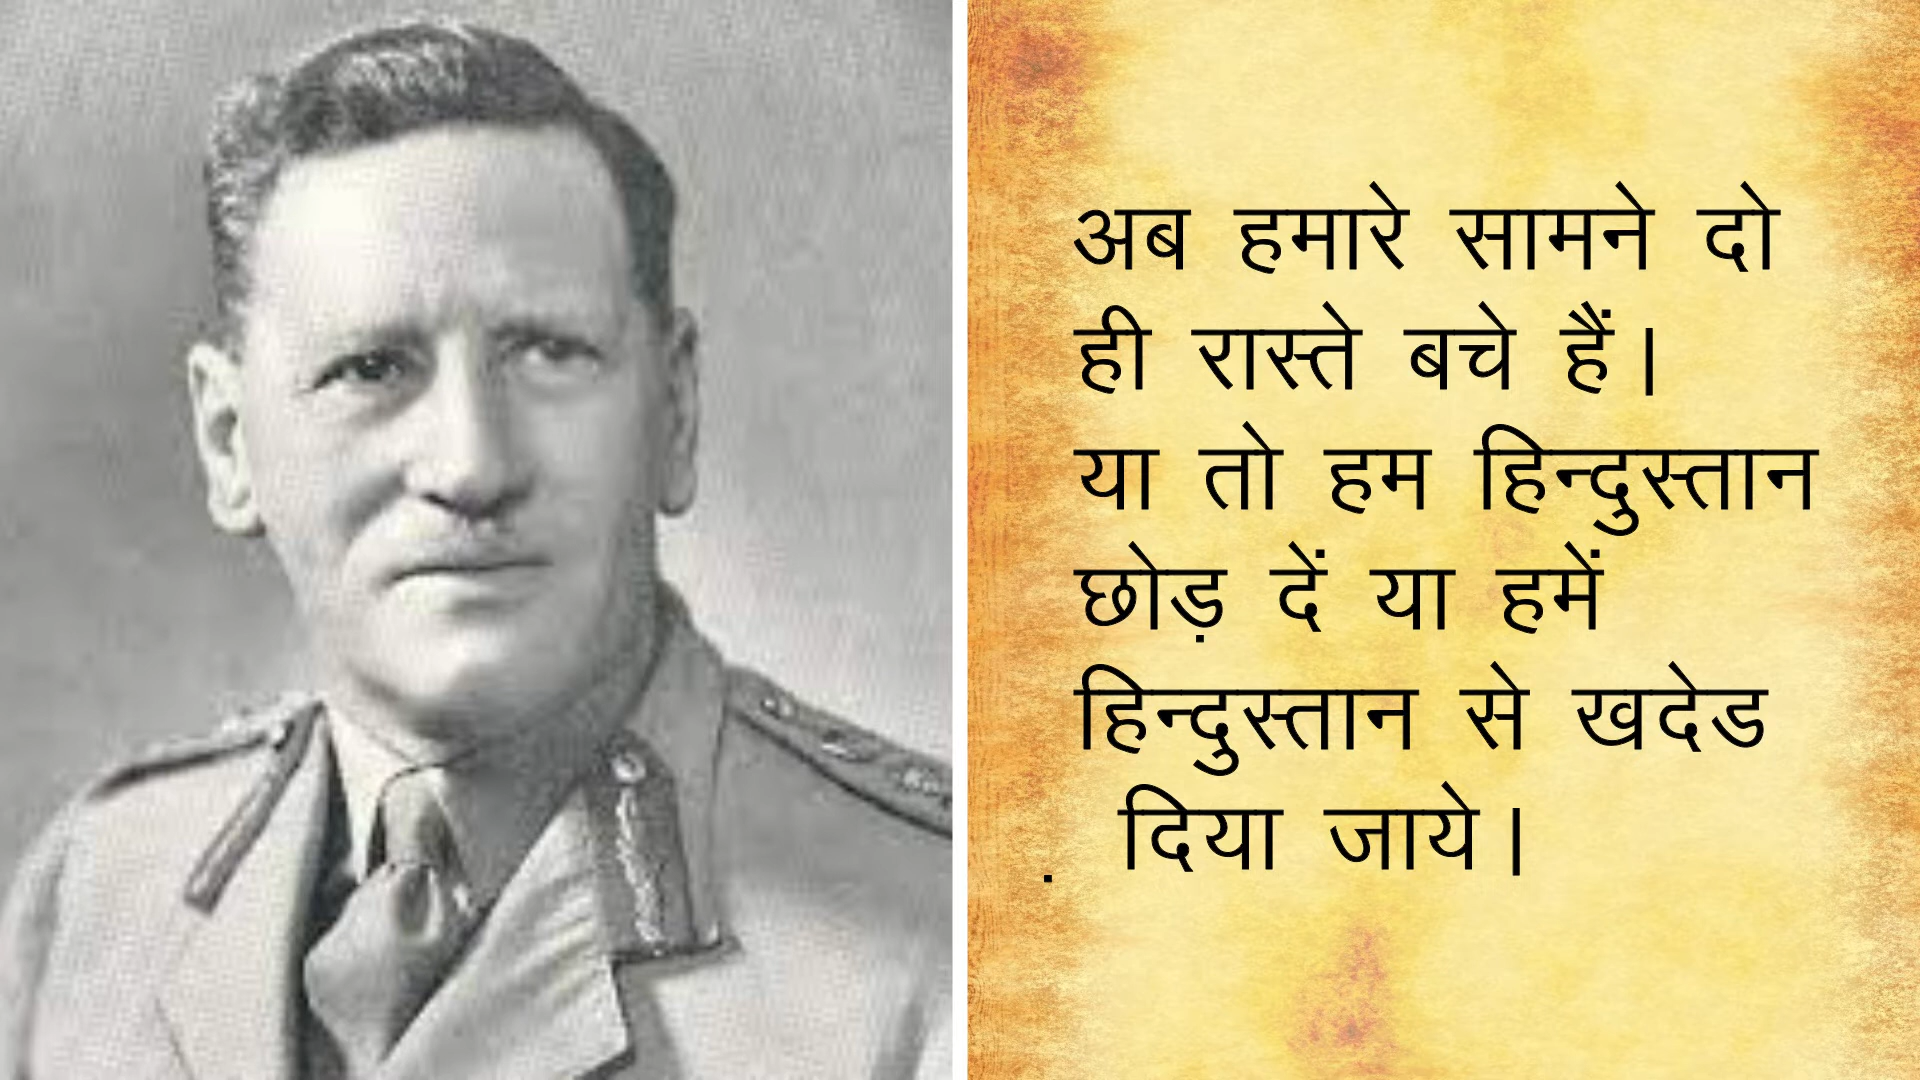 अब हमारे सामने दो
ही रास्ते बचे हैं।
या तो हम हिन्दुस्तान
छोड़ दें या हमें
हिन्दुस्तान से खदेड
. दिया जाये।